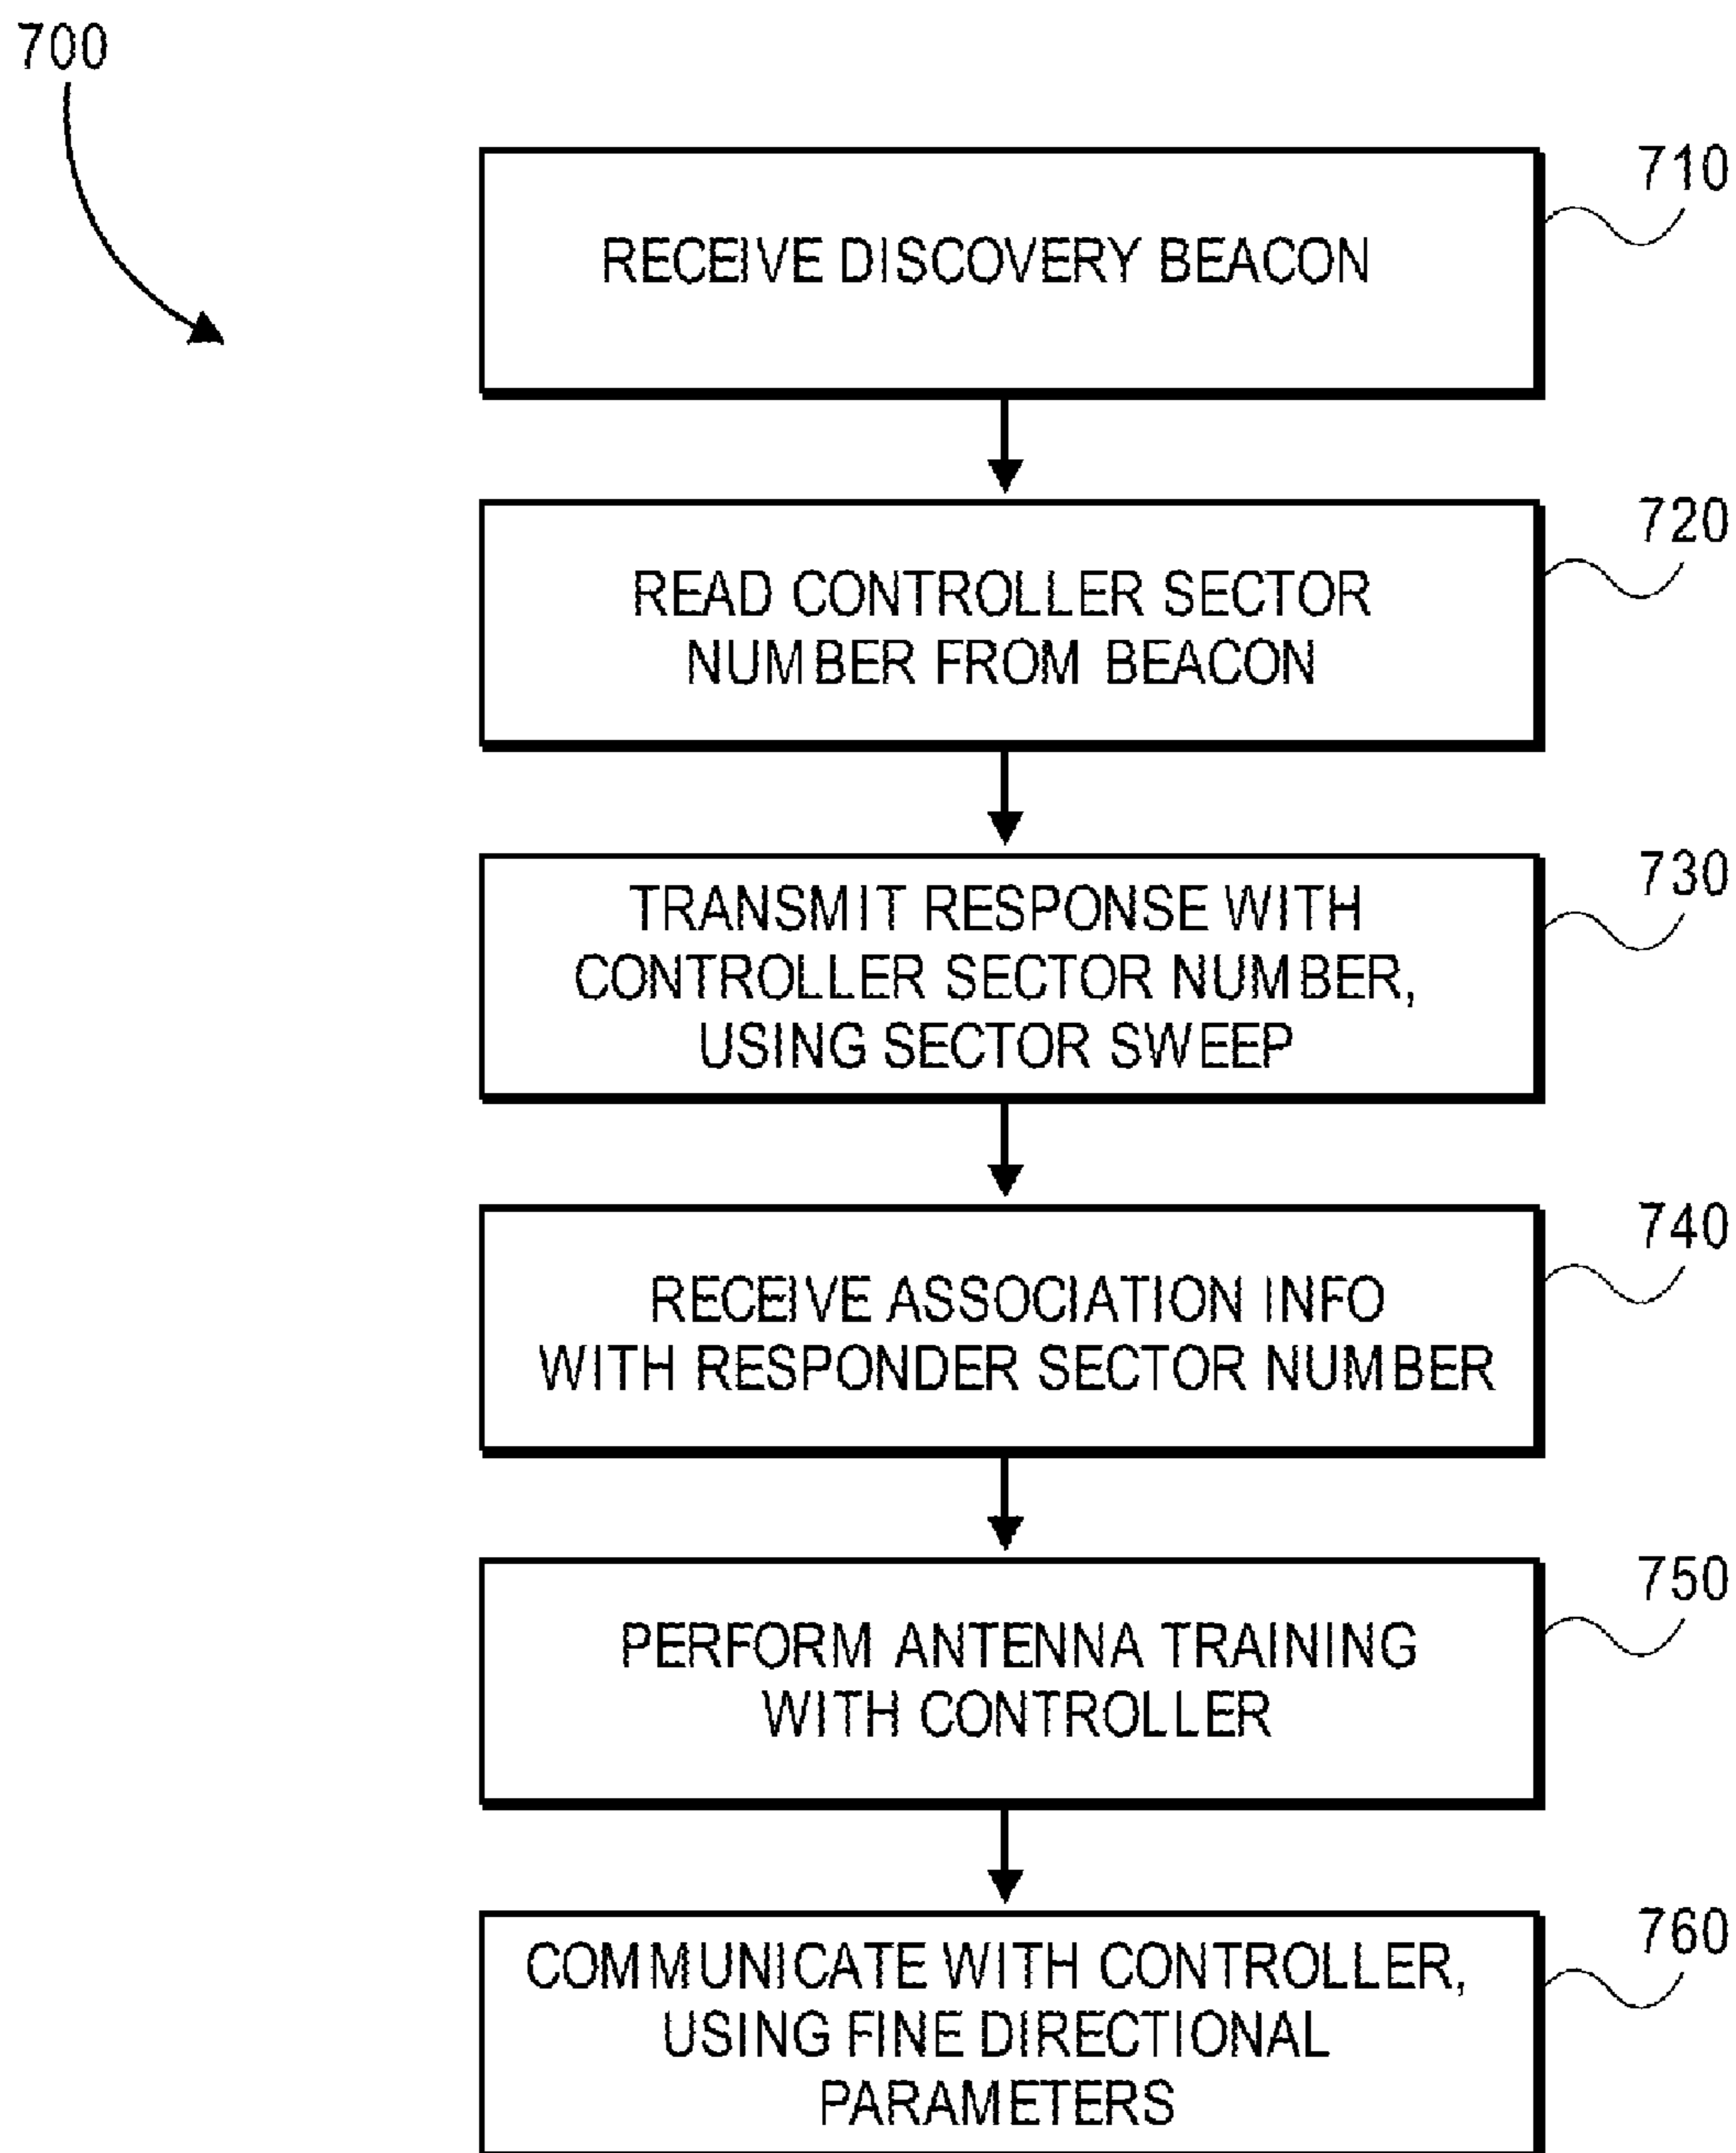 700
710
RECEIVE DISCOVERY BEACON
720
READ CONTROLLER SECTOR
NUMBER FROM BEACON
730
TRANSMIT RESPONSE WITH
CONTROLLER SECTOR NUMBER,
USING SECTOR SWEEP
740
RECEIVE ASSOCIATION INFO
WITH RESPONDER SECTOR NUMBER
750
PERFORM ANTENNA TRAINING
WITH CONTROLLER
760
COMMUNICATE WITH CONTROLLER,
USING FINE DIRECTIONAL
PARAMETERS